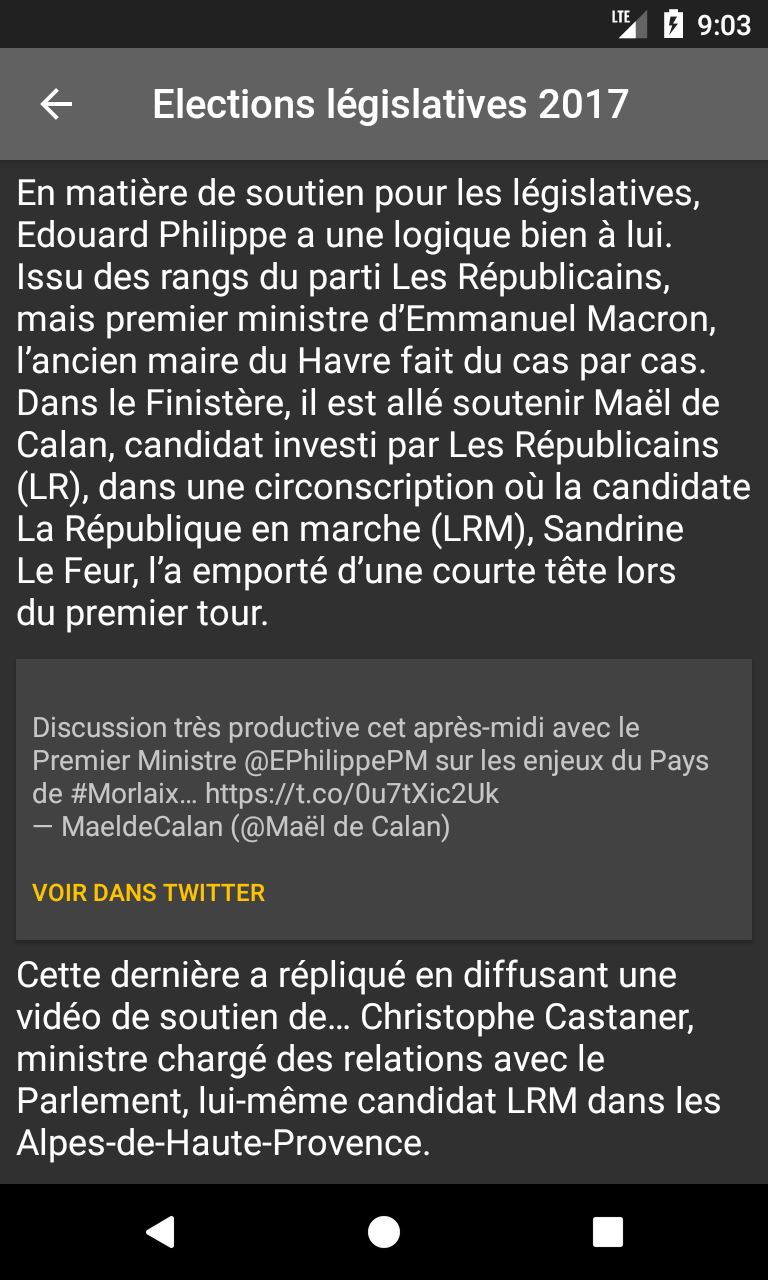 LTE 9:03
Elections législatives 2017
En matière de soutien pour les législatives,
Edouard Philippe a une logique bien à lui.
Issu des rangs du parti Les Républicains,
mais premier ministre d’Emmanuel Macron,
l’ancien maire du Havre fait du cas par cas.
Dans le Finistère, il est allé soutenir Maël de
Calan, candidat investi par Les Républicains
(LR), dans une circonscription où la candidate
La République en marche (LRM), Sandrine
Le Feur, l’a emporté d’une courte tête lors
du premier tour.
Discussion très productive cet après-midi avec le
Premier Ministre @EPhilippePM sur les enjeux du Pays
de #Morlaix… https://t.co/0u7tXic2Uk
— MaeldeCalan (@Maël de Calan)
VOIR DANS TWITTER
Cette dernière a répliqué en diffusant une
vidéo de soutien de… Christophe Castaner,
ministre chargé des relations avec le
Parlement, lui-même candidat LRM dans les
Alpes-de-Haute-Provence.